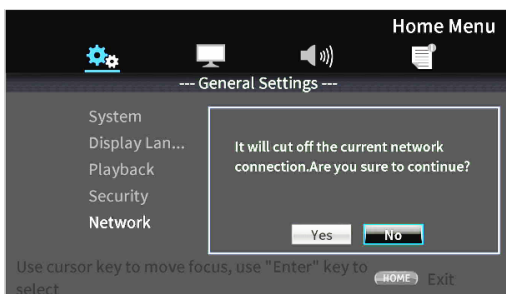 Home Menu
--- General Settings ---
System
Display Lan...
Playback
Security
Network
It will cut off the current network
connection.Are you sure to continue?
Yes No
Use cursor key to move focus, use "Enter" key to
select
HOME Exit